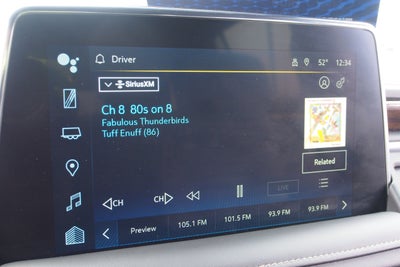 Driver
52° 12:34
SiriusXM
Ch 8 80s on 8
Fabulous Thunderbirds
Tuff Enuff (86)
Related
CH CH LIVE
Preview 105.1 FM 101.5 FM 93.9 FM 93.9 FM